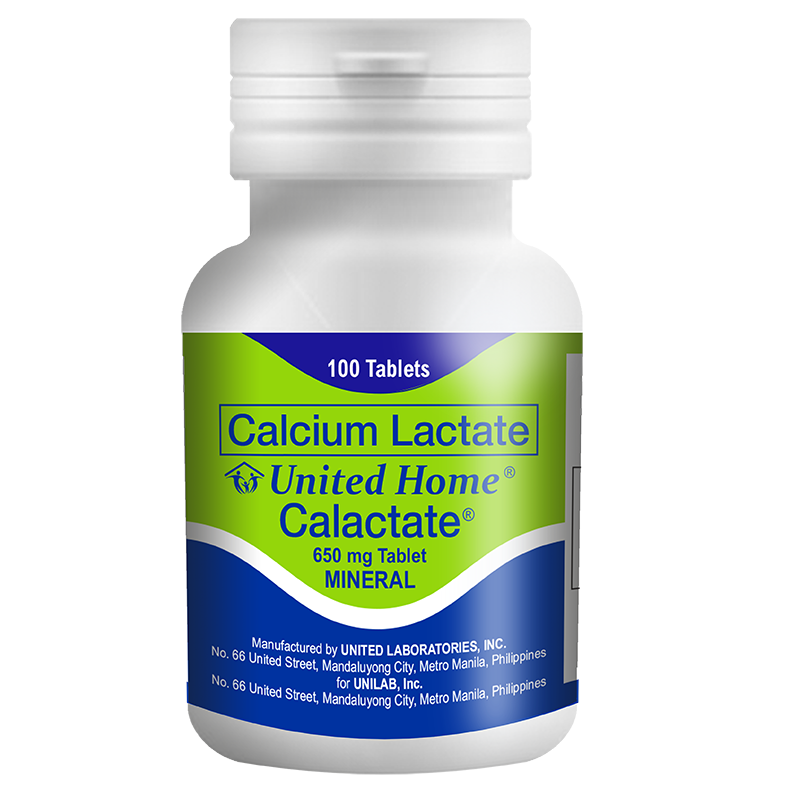 100 Tablets
Calcium Lactate
United Home®
Calactate®
650 mg Tablet
MINERAL
Manufactured by UNITED LABORATORIES, INC.
No. 66 United Street, Mandaluyong City, Metro Manila, Philippines
for UNILAB, Inc.
No. 66 United Street, Mandaluyong City, Metro Manila, Philippines